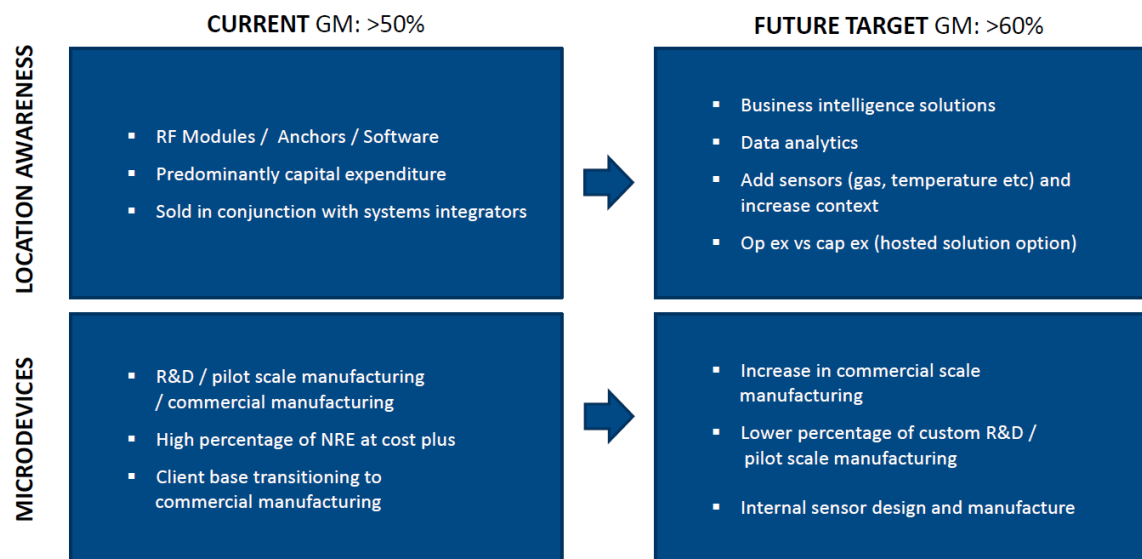 CURRENT GM: >50%
FUTURE TARGET GM: >60%
LOCATION AWARENESS
▪ RF Modules / Anchors / Software
▪ Predominantly capital expenditure
▪ Sold in conjunction with systems integrators
▪ Business intelligence solutions
▪ Data analytics
▪ Add sensors (gas, temperature etc) and
increase context
▪ Op ex vs cap ex (hosted solution option)
MICRODEVICES
▪ R&D / pilot scale manufacturing
/ commercial manufacturing
▪ High percentage of NRE at cost plus
▪ Client base transitioning to
commercial manufacturing
▪ Increase in commercial scale
manufacturing
▪ Lower percentage of custom R&D /
pilot scale manufacturing
▪ Internal sensor design and manufacture